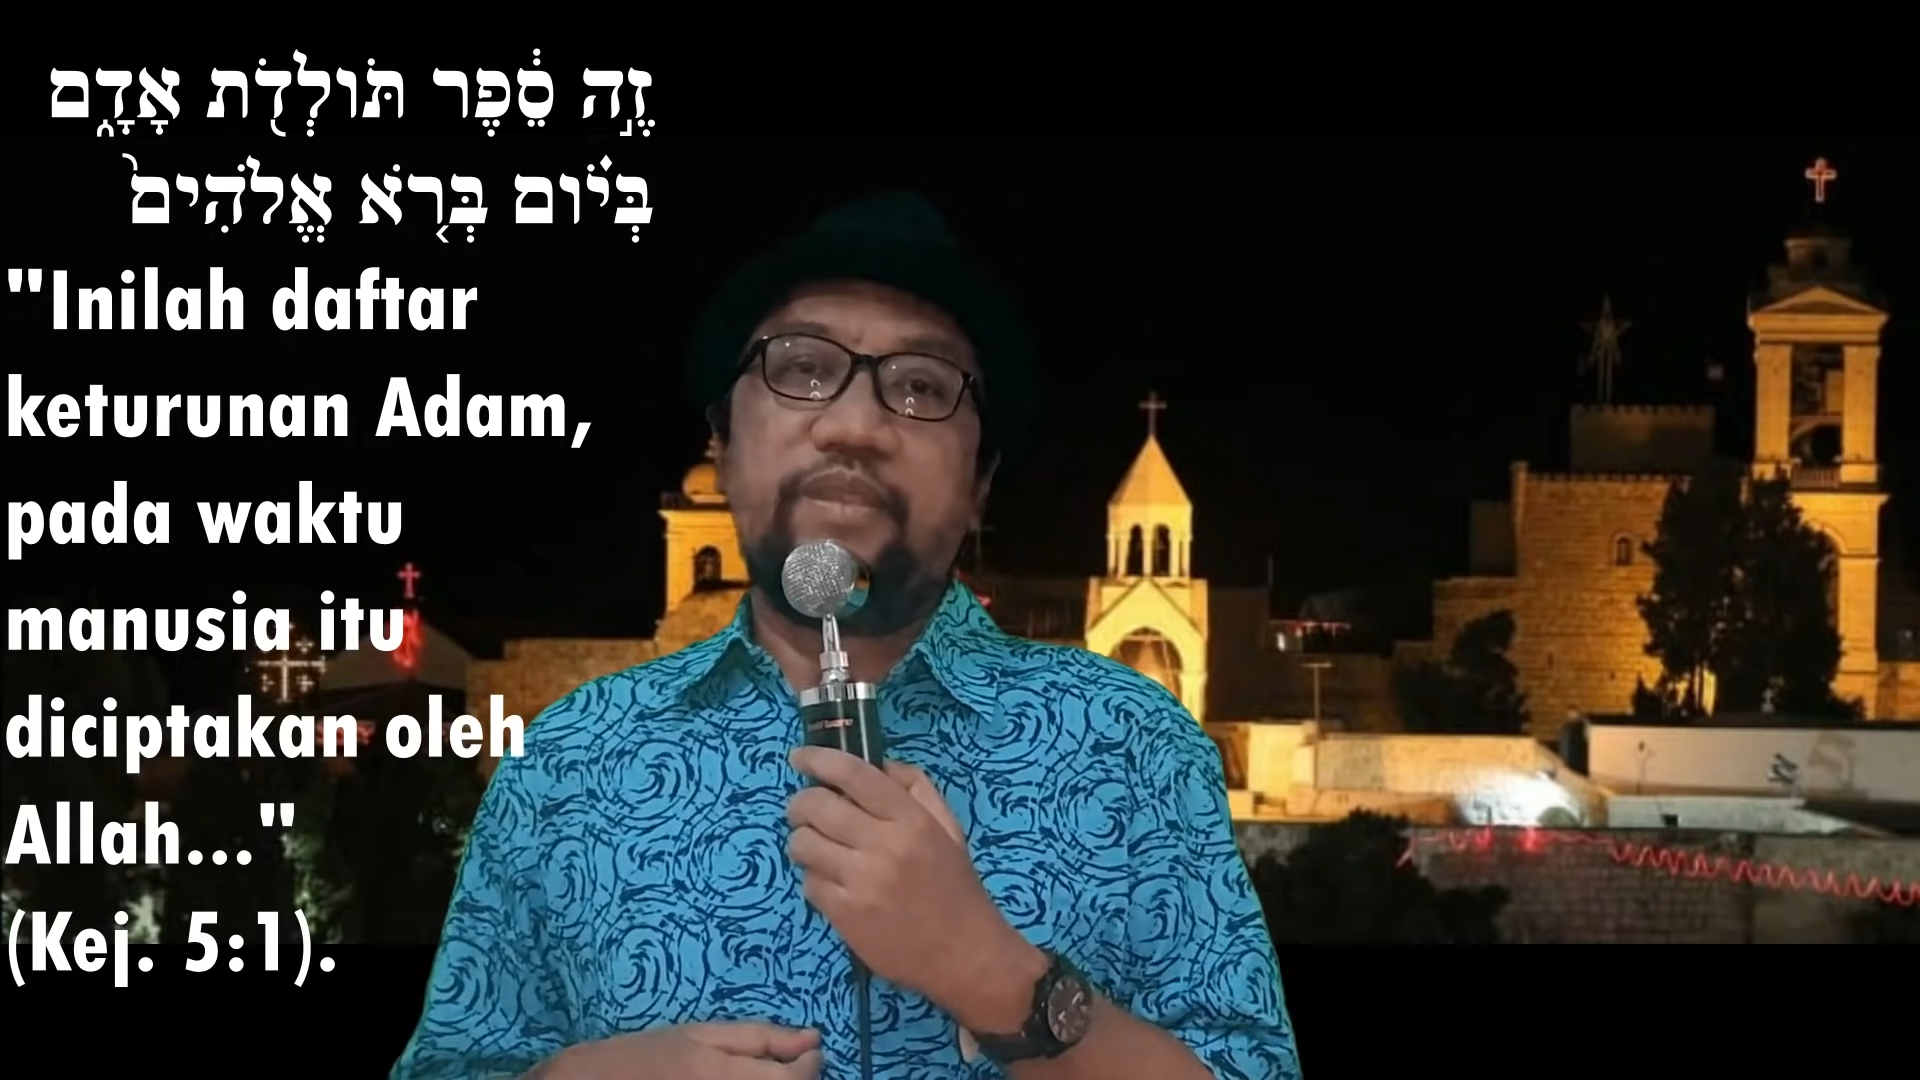 זֶ֣ה סֵ֔פֶר תּוֹלְדֹ֖ת אָדָ֑ם
בְּי֗וֹם בְּרֹ֤א אֱלֹהִים֙
"Inilah daftar
keturunan Adam,
pada waktu
manusia itu
diciptakan oleh
Allah..."
(Kej. 5:1).